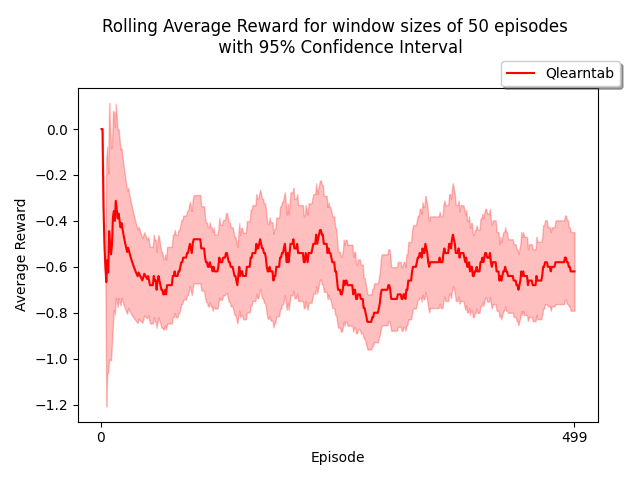 Rolling Average Reward for window sizes of 50 episodes
with 95% Confidence Interval
Qlearntab
0.0
−0.2
−0.4
−0.6
−0.8
−1.0
−1.2
Average Reward
0
499
Episode